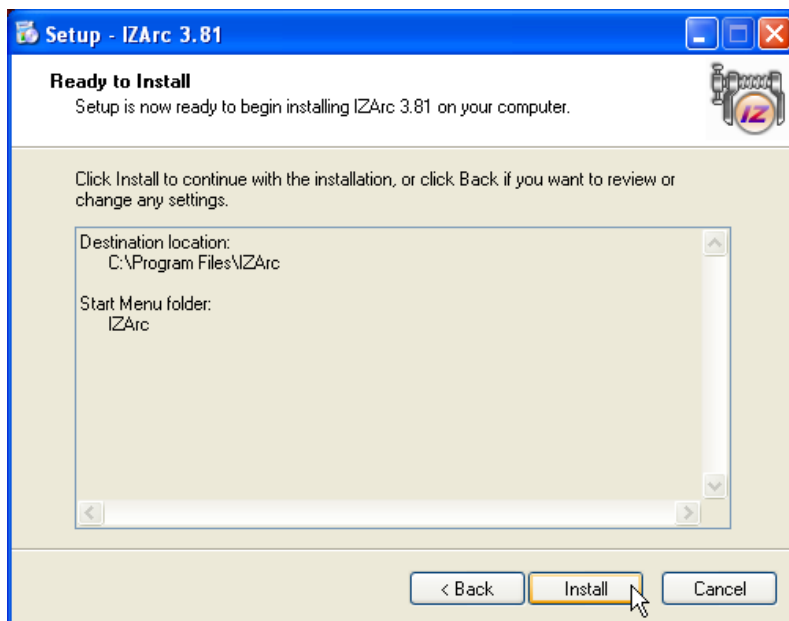 Setup - IZArc 3.81
Ready to Install
Setup is now ready to begin installing IZArc 3.81 on your computer.
IZ
Click Install to continue with the installation, or click Back if you want to review or
change any settings.
Destination location:
C:\Program Files\IZArc
Start Menu folder:
IZArc
< Back
Install
Cancel